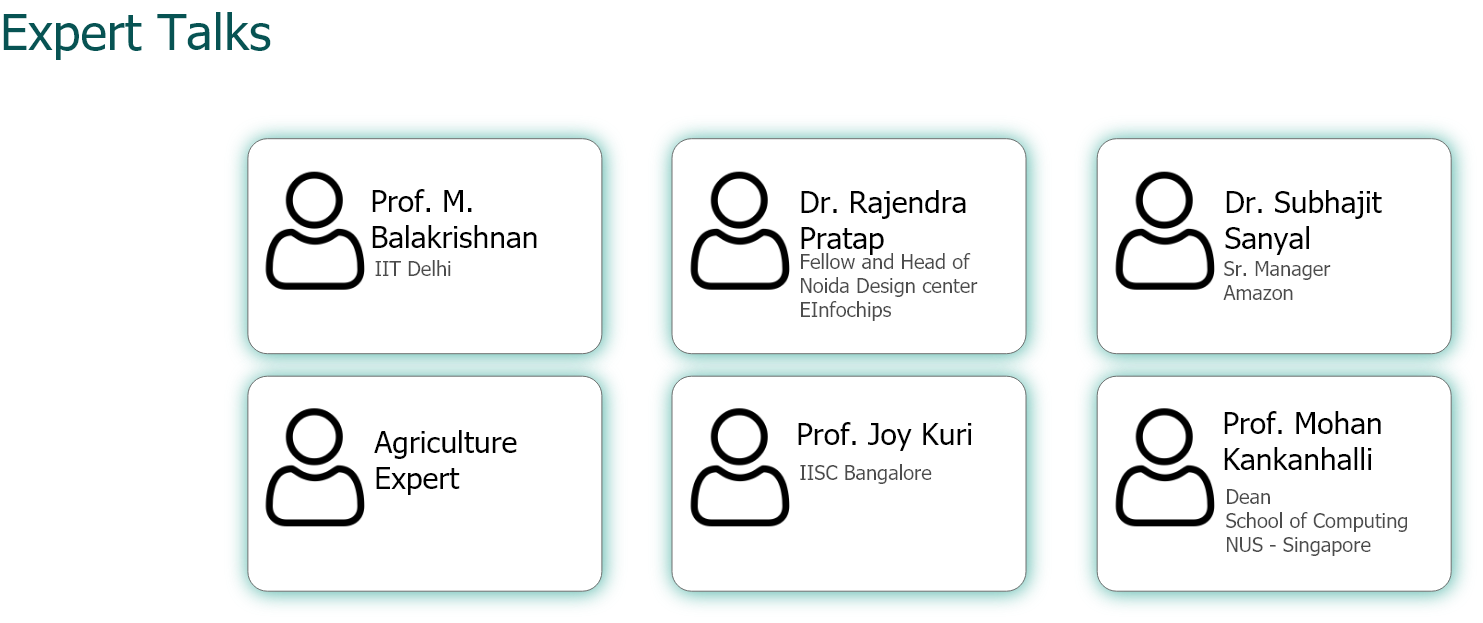 Expert Talks
Prof. M.
Balakrishnan
IIT Delhi
Dr. Rajendra
Pratap
Fellow and Head of
Noida Design center
EInfochips
Dr. Subhajit
Sanyal
Sr. Manager
Amazon
Agriculture
Expert
Prof. Joy Kuri
IISC Bangalore
Prof. Mohan
Kankanhalli
Dean
School of Computing
NUS - Singapore